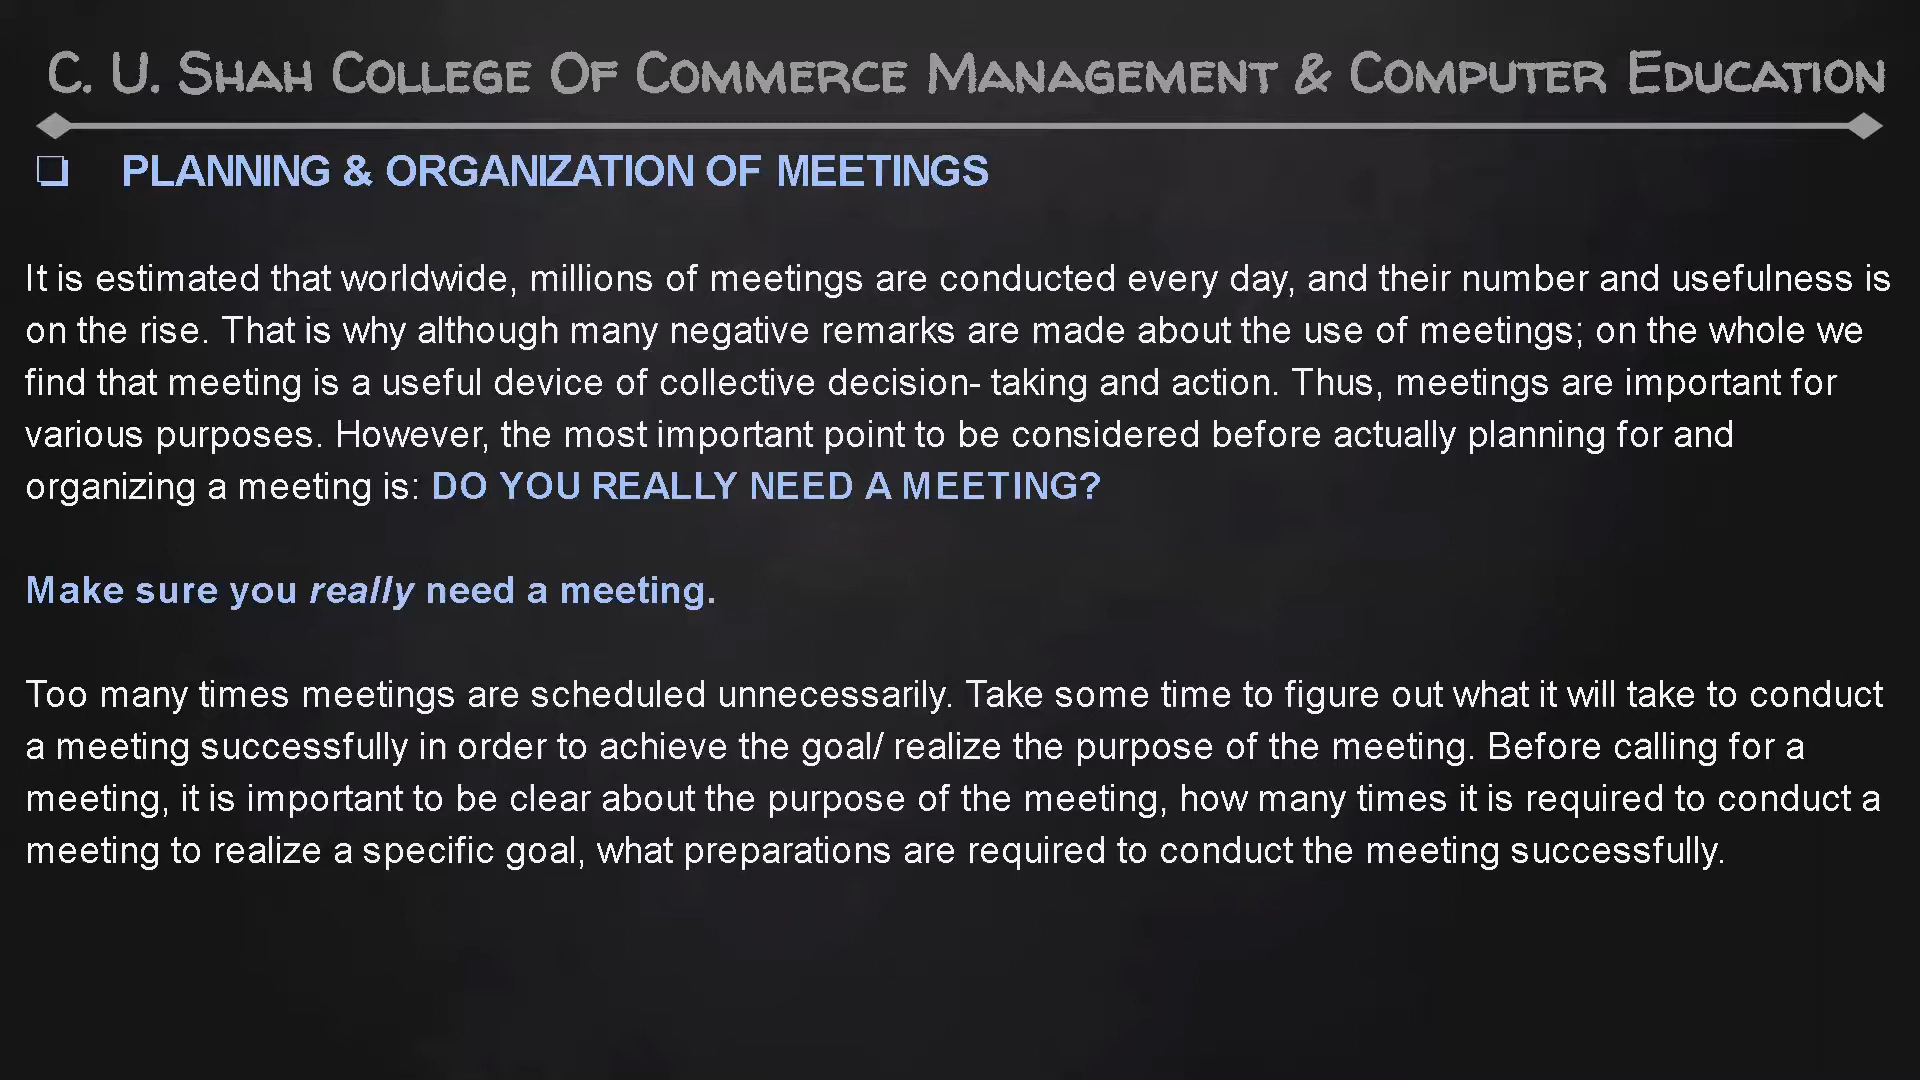 C. U. Shah College Of Commerce Management & Computer Education
❏ PLANNING & ORGANIZATION OF MEETINGS
It is estimated that worldwide, millions of meetings are conducted every day, and their number and usefulness is
on the rise. That is why although many negative remarks are made about the use of meetings; on the whole we
find that meeting is a useful device of collective decision- taking and action. Thus, meetings are important for
various purposes. However, the most important point to be considered before actually planning for and
organizing a meeting is: DO YOU REALLY NEED A MEETING?
Make sure you really need a meeting.
Too many times meetings are scheduled unnecessarily. Take some time to figure out what it will take to conduct
a meeting successfully in order to achieve the goal/ realize the purpose of the meeting. Before calling for a
meeting, it is important to be clear about the purpose of the meeting, how many times it is required to conduct a
meeting to realize a specific goal, what preparations are required to conduct the meeting successfully.